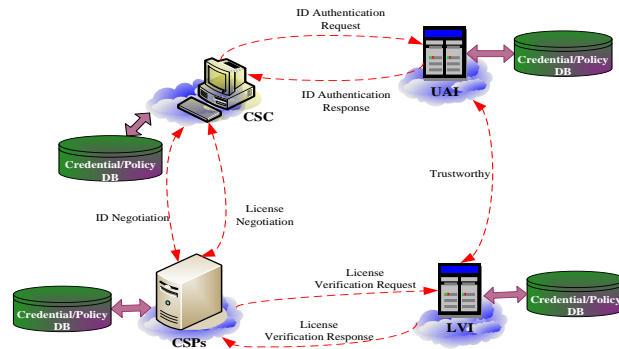 ID Authentication
Request
Credential/Policy
DB
UAI
ID Authentication
Response
CSC
Credential/Policy
DB
Trustworthy
ID Negotiation
License
Negotiation
License
Verification Request
Credential/Policy
DB
Credential/Policy
DB
License
Verification Response
CSPs
LVI